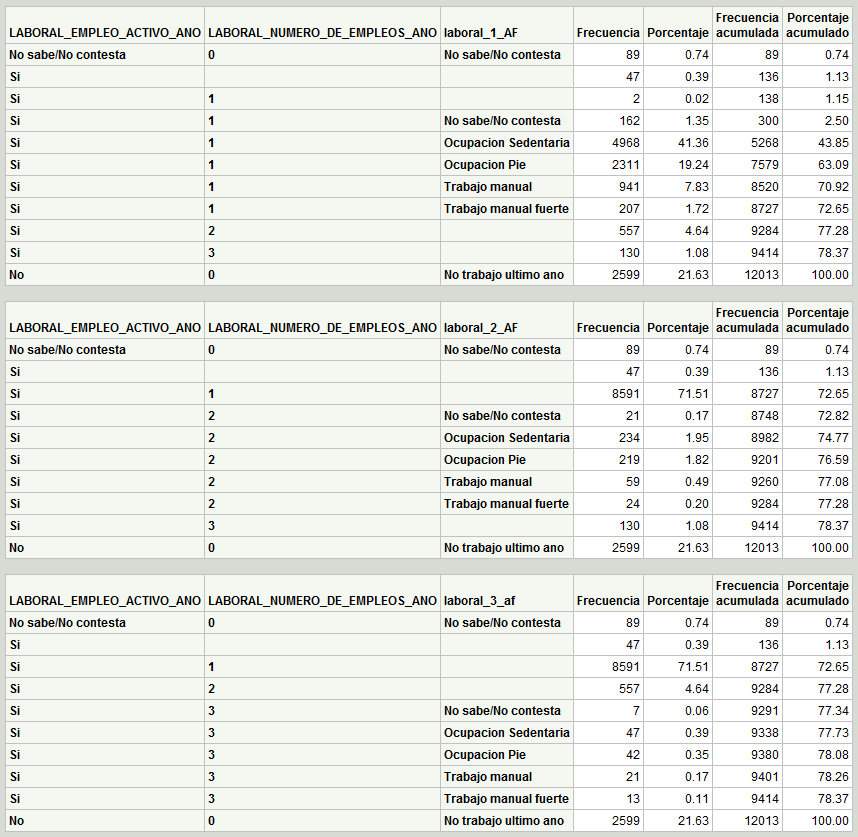 Frecuencia Porcentaje
LABORAL_EMPLEO_ACTIVO_ANO LABORAL_NUMERO_DE_EMPLEOS_ANO laboral_1_AF Frecuencia Porcentaje acumulada acumulado
No sabe/No contesta 0 No sabe/No contesta 89 0.74 89 0.74
Si 47 0.39 136 1.13
Si 1 2 0.02 138 1.15
Si 1 No sabe/No contesta 162 1.35 300 2.50
Si 1 Ocupacion Sedentaria 4968 41.36 5268 43.85
Si 1 Ocupacion Pie 2311 19.24 7579 63.09
Si 1 Trabajo manual 941 7.83 8520 70.92
Si 1 Trabajo manual fuerte 207 1.72 8727 72.65
Si 2 557 4.64 9284 77.28
Si 3 130 1.08 9414 78.37
No 0 No trabajo ultimo ano 2599 21.63 12013 100.00
Frecuencia Porcentaje
LABORAL_EMPLEO_ACTIVO_ANO LABORAL_NUMERO_DE_EMPLEOS_ANO laboral_2_AF Frecuencia Porcentaje acumulada acumulado
No sabe/No contesta 0 No sabe/No contesta 89 0.74 89 0.74
Si 47 0.39 136 1.13
Si 1 8591 71.51 8727 72.65
Si 2 No sabe/No contesta 21 0.17 8748 72.82
Si 2 Ocupacion Sedentaria 234 1.95 8982 74.77
Si 2 Ocupacion Pie 219 1.82 9201 76.59
Si 2 Trabajo manual 59 0.49 9260 77.08
Si 2 Trabajo manual fuerte 24 0.20 9284 77.28
Si 3 130 1.08 9414 78.37
No 0 No trabajo ultimo ano 2599 21.63 12013 100.00
Frecuencia Porcentaje
LABORAL_EMPLEO_ACTIVO_ANO LABORAL_NUMERO_DE_EMPLEOS_ANO laboral_3_af Frecuencia Porcentaje acumulada acumulado
No sabe/No contesta 0 No sabe/No contesta 89 0.74 89 0.74
Si 47 0.39 136 1.13
Si 1 8591 71.51 8727 72.65
Si 2 557 4.64 9284 77.28
Si 3 No sabe/No contesta 7 0.06 9291 77.34
Si 3 Ocupacion Sedentaria 47 0.39 9338 77.73
Si 3 Ocupacion Pie 42 0.35 9380 78.08
Si 3 Trabajo manual 21 0.17 9401 78.26
Si 3 Trabajo manual fuerte 13 0.11 9414 78.37
No 0 No trabajo ultimo ano 2599 21.63 12013 100.00